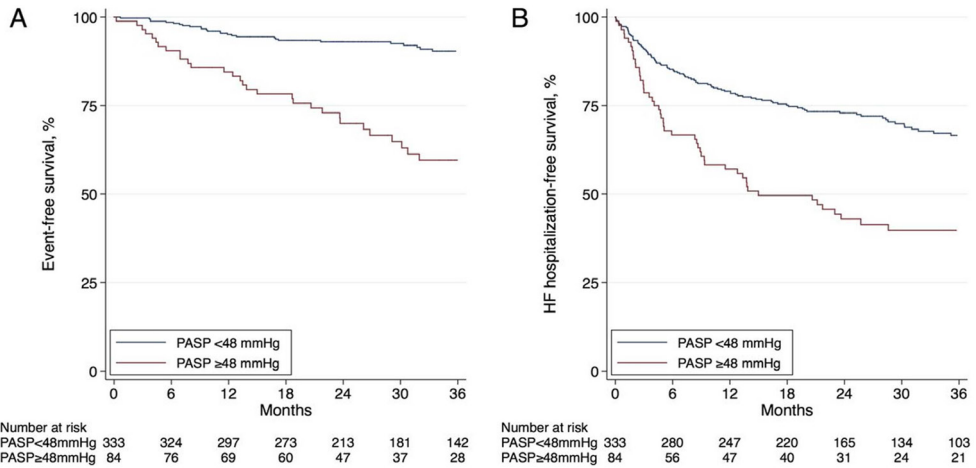 A
Event-free survival, %
100
75
50
25
0
PASP <48 mmHg
PASP ≥48 mmHg
0 6 12 18 24 30 36
Months
Number at risk
PASP<48mmHg 333 324 297 273 213 181 142
PASP≥48mmHg 84 76 69 60 47 37 28
B
HF hospitalization-free survival, %
100
75
50
25
0
PASP <48 mmHg
PASP ≥48 mmHg
0 6 12 18 24 30 36
Months
Number at risk
PASP<48mmHg 333 280 247 220 165 134 103
PASP≥48mmHg 84 56 47 40 31 24 21